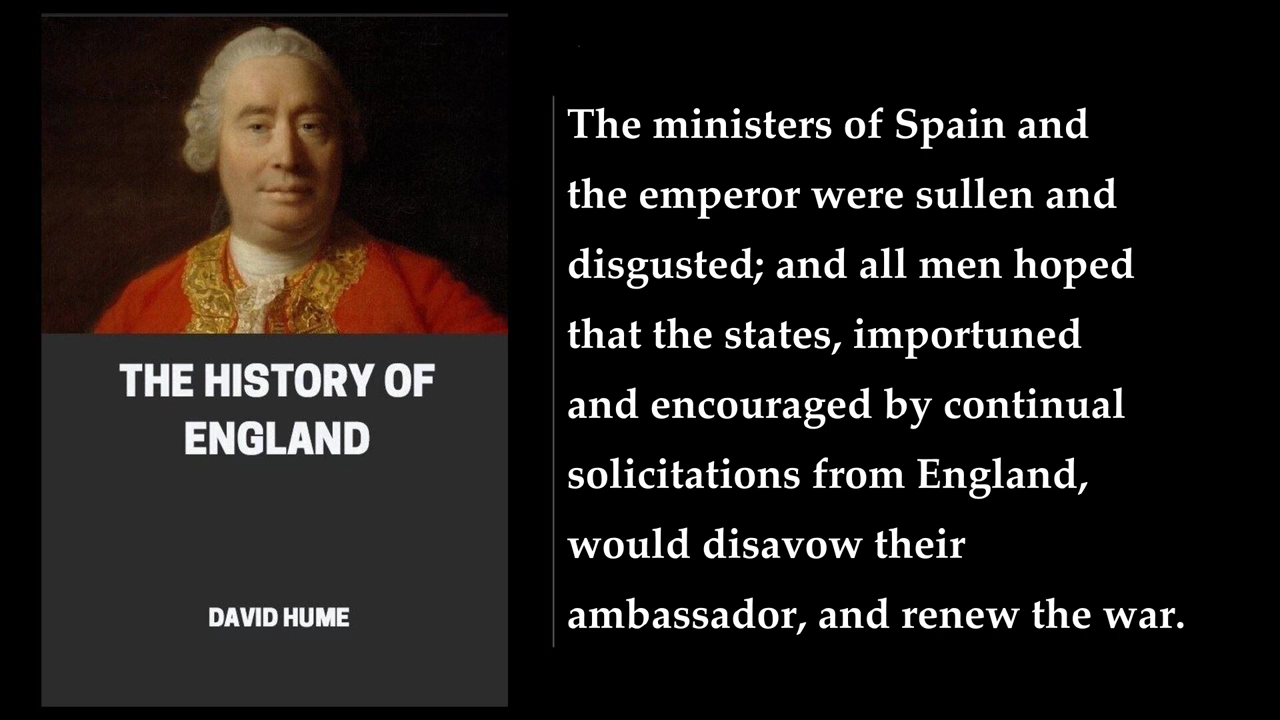 THE HISTORY OF
ENGLAND
DAVID HUME
The ministers of Spain and
the emperor were sullen and
disgusted; and all men hoped
that the states, importuned
and encouraged by continual
solicitations from England,
would disavow their
ambassador, and renew the war.